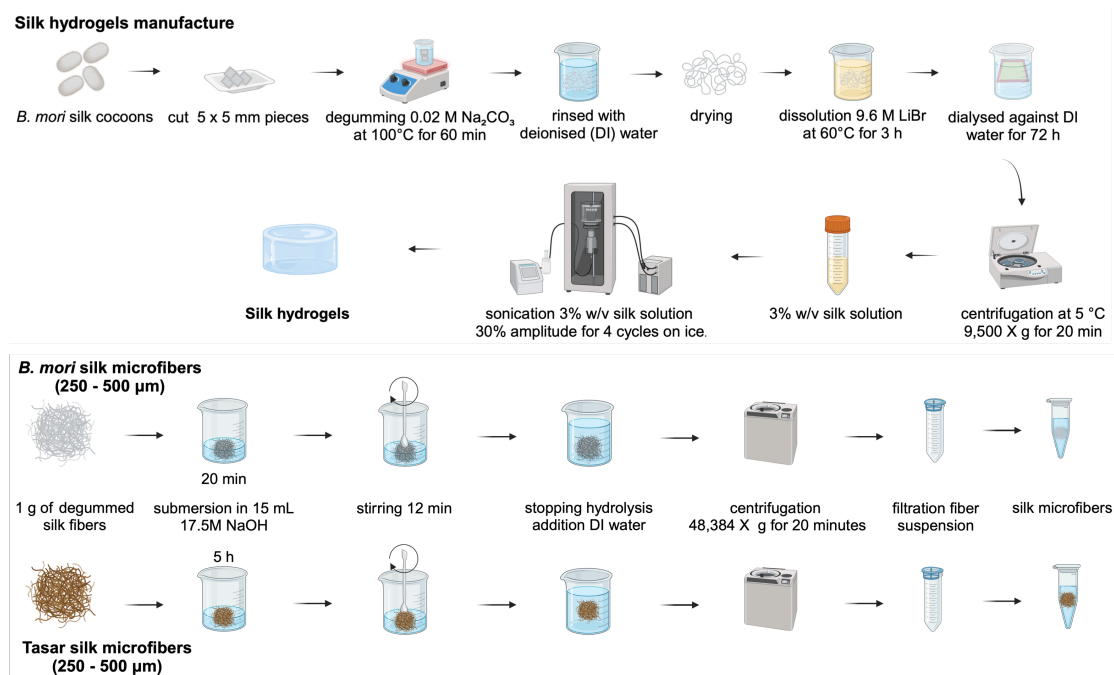 Silk hydrogels manufacture
B. mori silk cocoons
cut 5 x 5 mm pieces
degumming 0.02 M Na₂CO₃
at 100°C for 60 min
rinsed with
deionised (DI) water
drying
dissolution 9.6 M LiBr
at 60°C for 3 h
dialysed against DI
water for 72 h
Silk hydrogels
sonication 3% w/v silk solution
30% amplitude for 4 cycles on ice.
3% w/v silk solution
centrifugation at 5 °C
9,500 X g for 20 min
B. mori silk microfibers
(250 - 500 µm)
20 min
1 g of degummed
silk fibers
submersion in 15 mL
17.5M NaOH
stirring 12 min
stopping hydrolysis
addition DI water
centrifugation
48,384 X g for 20 minutes
filtration fiber
suspension
silk microfibers
5 h
Tasar silk microfibers
(250 - 500 µm)